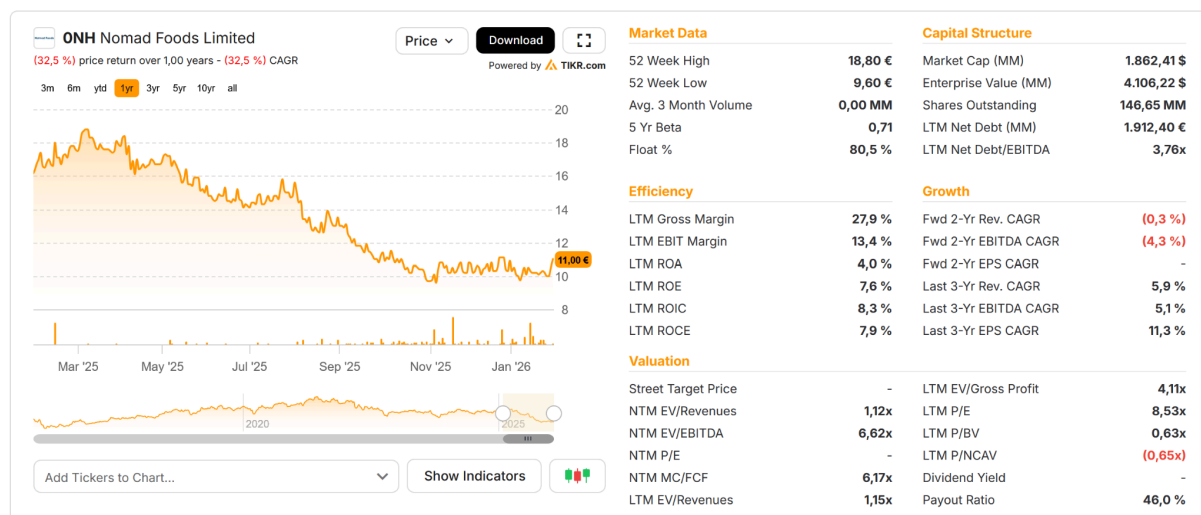 0NH Nomad Foods Limited
(32,5 %) price return over 1,00 years - (32,5 %) CAGR
Price
Download
Powered by TIKR.com
3m 6m ytd 1yr 3yr 5yr 10yr all
20
18
16
14
12
11,00 €
10
8
Mar '25 May '25 Jul '25 Sep '25 Nov '25 Jan '26
2020 2025
Add Tickers to Chart...
Show Indicators
Market Data
52 Week High 18,80 €
52 Week Low 9,60 €
Avg. 3 Month Volume 0,00 MM
5 Yr Beta 0,71
Float % 80,5 %
Capital Structure
Market Cap (MM) 1.862,41 $
Enterprise Value (MM) 4.106,22 $
Shares Outstanding 146,65 MM
LTM Net Debt (MM) 1.912,40 €
LTM Net Debt/EBITDA 3,76x
Efficiency
LTM Gross Margin 27,9 %
LTM EBIT Margin 13,4 %
LTM ROA 4,0 %
LTM ROE 7,6 %
LTM ROIC 8,3 %
LTM ROCE 7,9 %
Growth
Fwd 2-Yr Rev. CAGR (0,3 %)
Fwd 2-Yr EBITDA CAGR (4,3 %)
Fwd 2-Yr EPS CAGR -
Last 3-Yr Rev. CAGR 5,9 %
Last 3-Yr EBITDA CAGR 5,1 %
Last 3-Yr EPS CAGR 11,3 %
Valuation
Street Target Price -
NTM EV/Revenues 1,12x
NTM EV/EBITDA 6,62x
NTM P/E -
NTM MC/FCF 6,17x
LTM EV/Revenues 1,15x
LTM EV/Gross Profit 4,11x
LTM P/E 8,53x
LTM P/BV 0,63x
LTM P/NCAV (0,65x)
Dividend Yield -
Payout Ratio 46,0 %